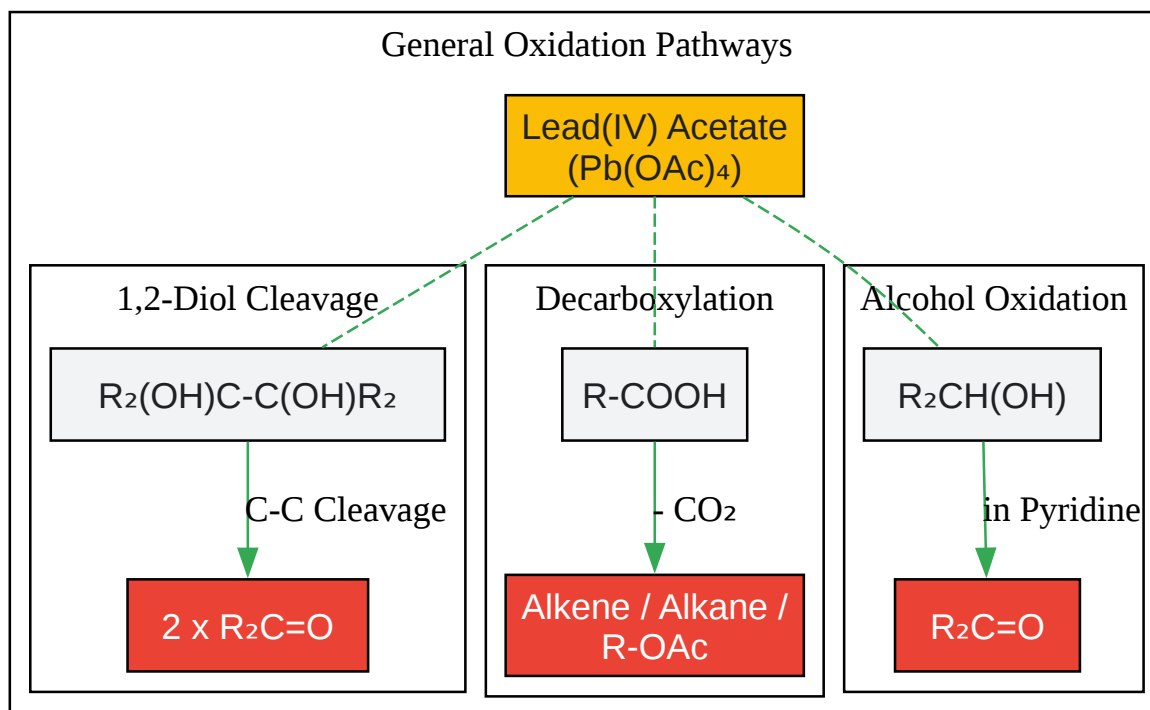 General Oxidation Pathways
Lead(IV) Acetate
(Pb(OAc)₄)
1,2-Diol Cleavage
R₂(OH)C-C(OH)R₂
C-C Cleavage
2 x R₂C=O
Decarboxylation
R-COOH
- CO₂
Alkene / Alkane /
R-OAc
Alcohol Oxidation
R₂CH(OH)
in Pyridine
R₂C=O